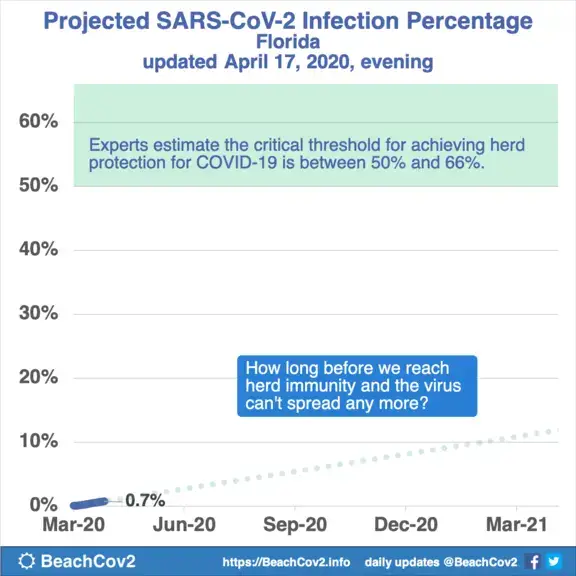 Projected SARS-CoV-2 Infection Percentage
Florida
updated April 17, 2020, evening
60%
Experts estimate the critical threshold for achieving herd
protection for COVID-19 is between 50% and 66%.
50%
40%
30%
20%
How long before we reach
herd immunity and the virus
can't spread any more?
10%
0%
0.7%
Mar-20 Jun-20 Sep-20 Dec-20 Mar-21
BeachCov2 https://BeachCov2.info daily updates @BeachCov2